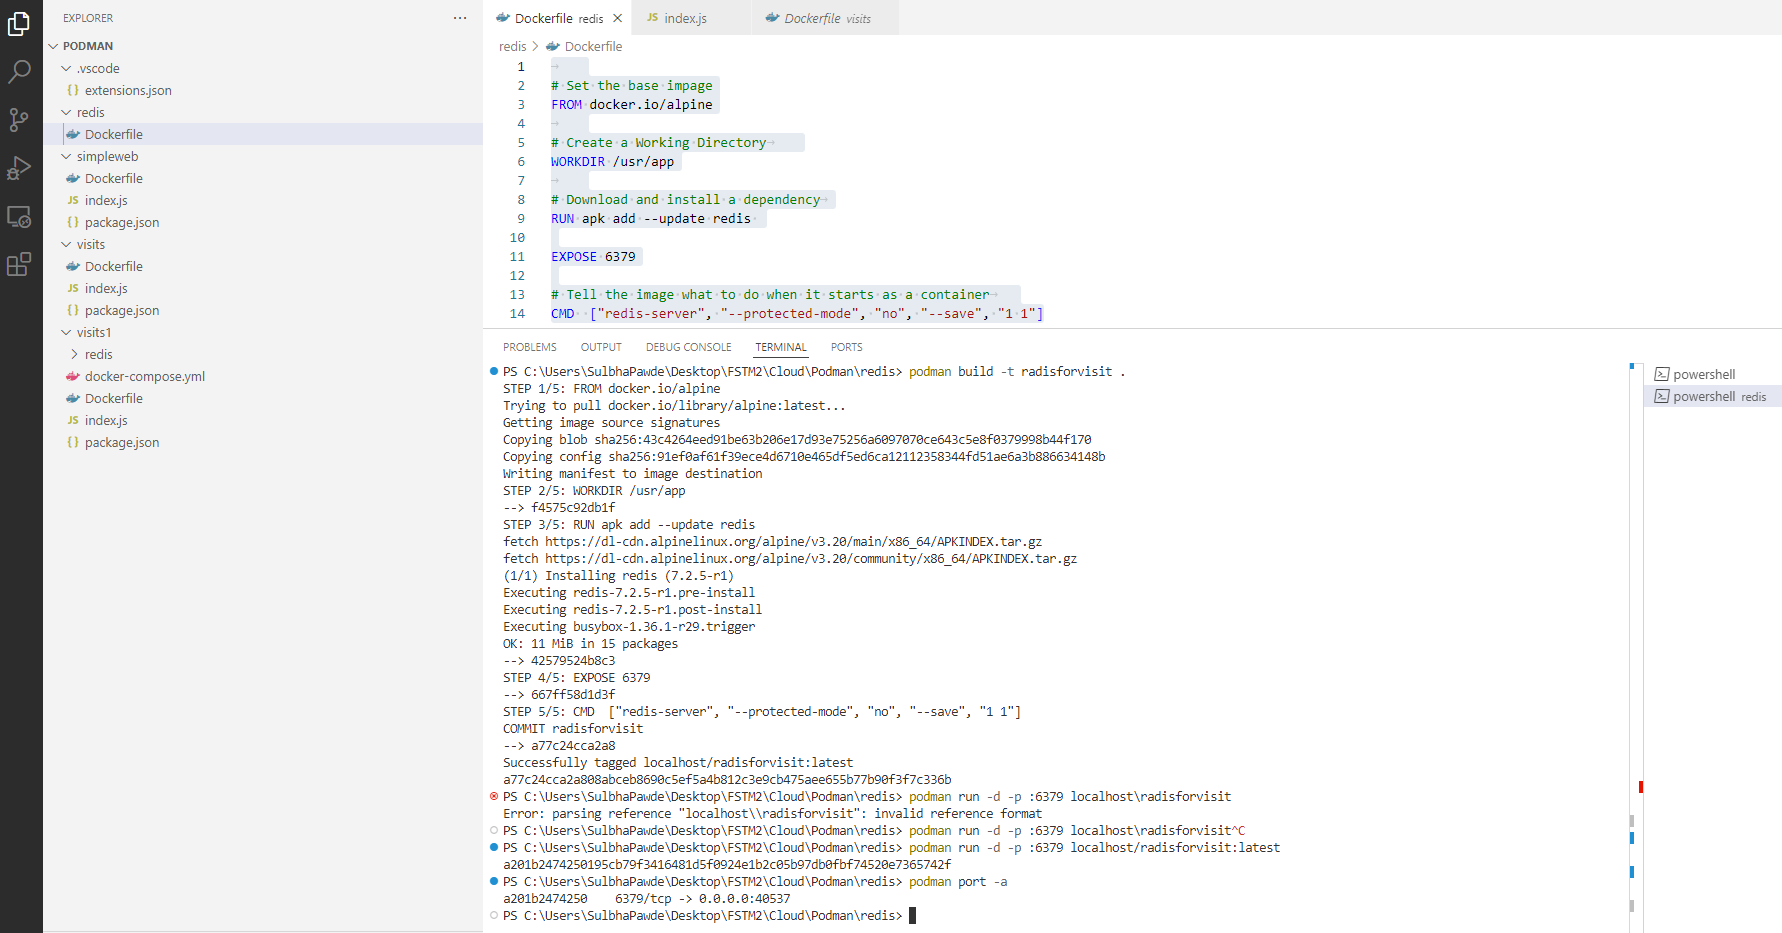 EXPLORER
PODMAN
.vscode
extensions.json
redis
Dockerfile
simpleweb
Dockerfile
index.js
package.json
visits
Dockerfile
index.js
package.json
visits1
redis
docker-compose.yml
Dockerfile
index.js
package.json
Dockerfile redis
JS index.js
Dockerfile visits
redis > Dockerfile
1
2 # Set the base impage
3 FROM docker.io/alpine
4
5 # Create a Working Directory
6 WORKDIR /usr/app
7
8 # Download and install a dependency
9 RUN apk add --update redis
10
11 EXPOSE 6379
12
13 # Tell the image what to do when it starts as a container
14 CMD ["redis-server", "--protected-mode", "no", "--save", "1 1"]
PROBLEMS OUTPUT DEBUG CONSOLE TERMINAL PORTS
PS C:\Users\SulbhaPawde\Desktop\FSTM2\Cloud\Podman\redis> podman build -t radisforvisit .
STEP 1/5: FROM docker.io/alpine
Trying to pull docker.io/library/alpine:latest...
Getting image source signatures
Copying blob sha256:43c4264eed91be63b206e17d93e75256a6097070ce643c5e8f0379998b44f170
Copying config sha256:91ef0af61f39ece4d6710e465df5ed6ca12112358344fd51ae6a3b886634148b
Writing manifest to image destination
STEP 2/5: WORKDIR /usr/app
--> f4575c92db1f
STEP 3/5: RUN apk add --update redis
fetch https://dl-cdn.alpinelinux.org/alpine/v3.20/main/x86_64/APKINDEX.tar.gz
fetch https://dl-cdn.alpinelinux.org/alpine/v3.20/community/x86_64/APKINDEX.tar.gz
(1/1) Installing redis (7.2.5-r1)
Executing redis-7.2.5-r1.pre-install
Executing redis-7.2.5-r1.post-install
Executing busybox-1.36.1-r29.trigger
OK: 11 MiB in 15 packages
--> 42579524b8c3
STEP 4/5: EXPOSE 6379
--> 667ff58d1d3f
STEP 5/5: CMD ["redis-server", "--protected-mode", "no", "--save", "1 1"]
COMMIT radisforvisit
--> a77c24cca2a8
Successfully tagged localhost/radisforvisit:latest
a77c24cca2a808abceb8690c5ef5a4b812c3e9cb475aee655b77b90f3f7c336b
PS C:\Users\SulbhaPawde\Desktop\FSTM2\Cloud\Podman\redis> podman run -d -p :6379 localhost\radisforvisit
Error: parsing reference "localhost\\radisforvisit": invalid reference format
PS C:\Users\SulbhaPawde\Desktop\FSTM2\Cloud\Podman\redis> podman run -d -p :6379 localhost\radisforvisit^C
PS C:\Users\SulbhaPawde\Desktop\FSTM2\Cloud\Podman\redis> podman run -d -p :6379 localhost/radisforvisit:latest
a201b2474250195cb79f3416481d5f0924e1b2c05b97db0fbf74520e7365742f
PS C:\Users\SulbhaPawde\Desktop\FSTM2\Cloud\Podman\redis> podman port -a
a201b2474250 6379/tcp -> 0.0.0.0:40537
PS C:\Users\SulbhaPawde\Desktop\FSTM2\Cloud\Podman\redis>
powershell
powershell redis